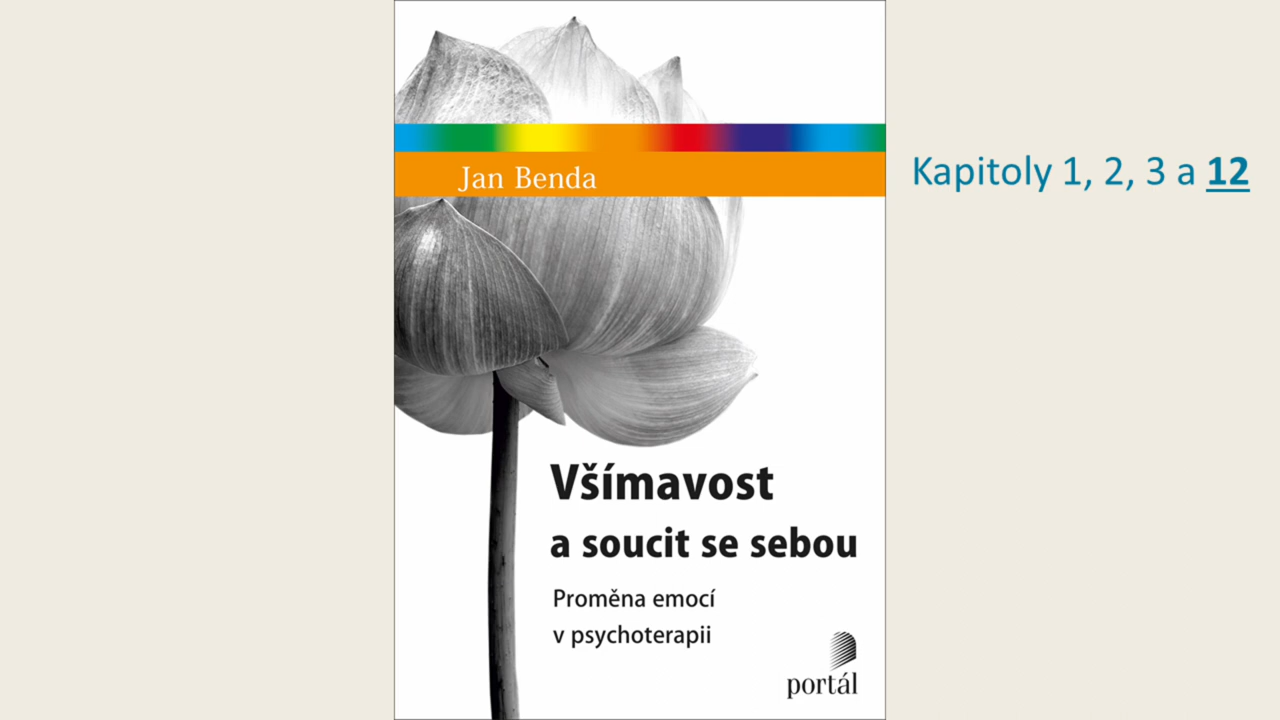 Jan Benda
Kapitoly 1, 2, 3 a 12
Všímavost
a soucit se sebou
Proměna emocí
v psychoterapii
portál